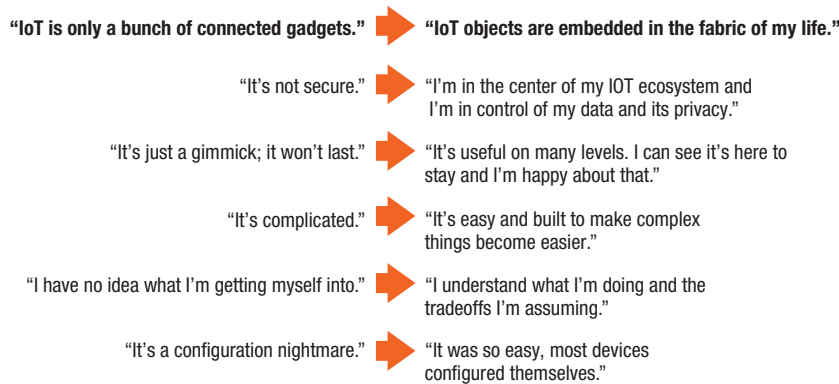 “IoT is only a bunch of connected gadgets.” “IoT objects are embedded in the fabric of my life.”
“It’s not secure.” “I’m in the center of my IOT ecosystem and
I’m in control of my data and its privacy.”
“It’s just a gimmick; it won’t last.” “It’s useful on many levels. I can see it’s here to
stay and I’m happy about that.”
“It’s complicated.” “It’s easy and built to make complex
things become easier.”
“I have no idea what I’m getting myself into.” “I understand what I’m doing and the
tradeoffs I’m assuming.”
“It’s a configuration nightmare.” “It was so easy, most devices
configured themselves.”